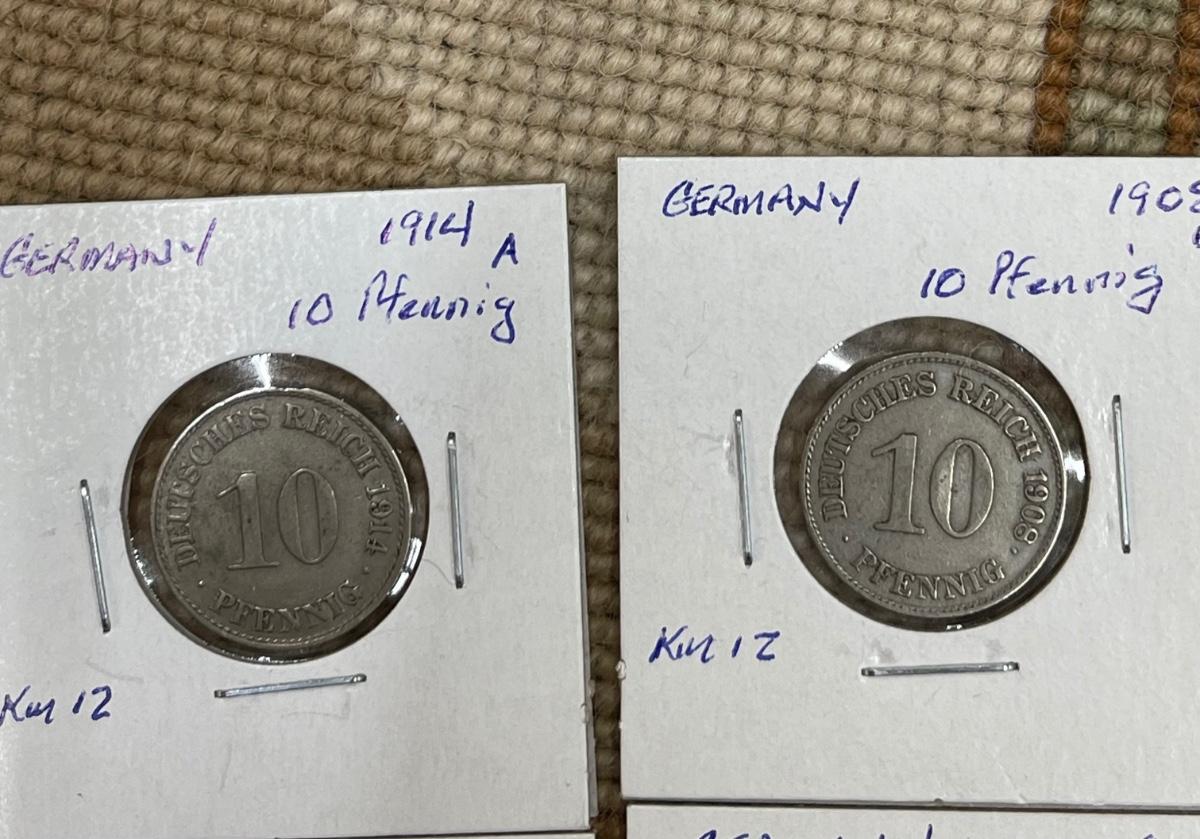 GERMANY 1914
A
10 Pfennig
DEUTSCHES REICH 1914
10
PFENNIG
KM 12
GERMANY 1908
10 Pfennig
DEUTSCHES REICH 1908
10
PFENNIG
KM 12